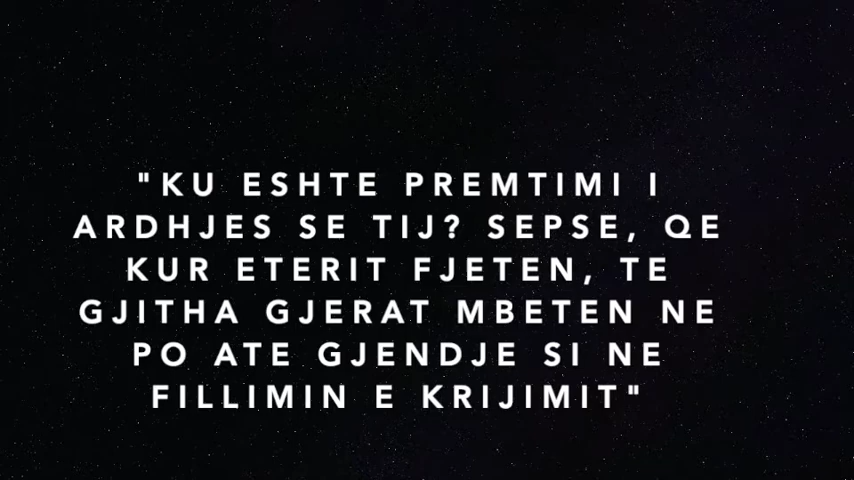 "KU ESHTE PREMTIMI I
ARDHJES SE TIJ? SEPSE, QE
KUR ETERIT FJETEN, TE
GJITHA GJERAT MBETEN NE
PO ATE GJENDJE SI NE
FILLIMIN E KRIJIMIT"